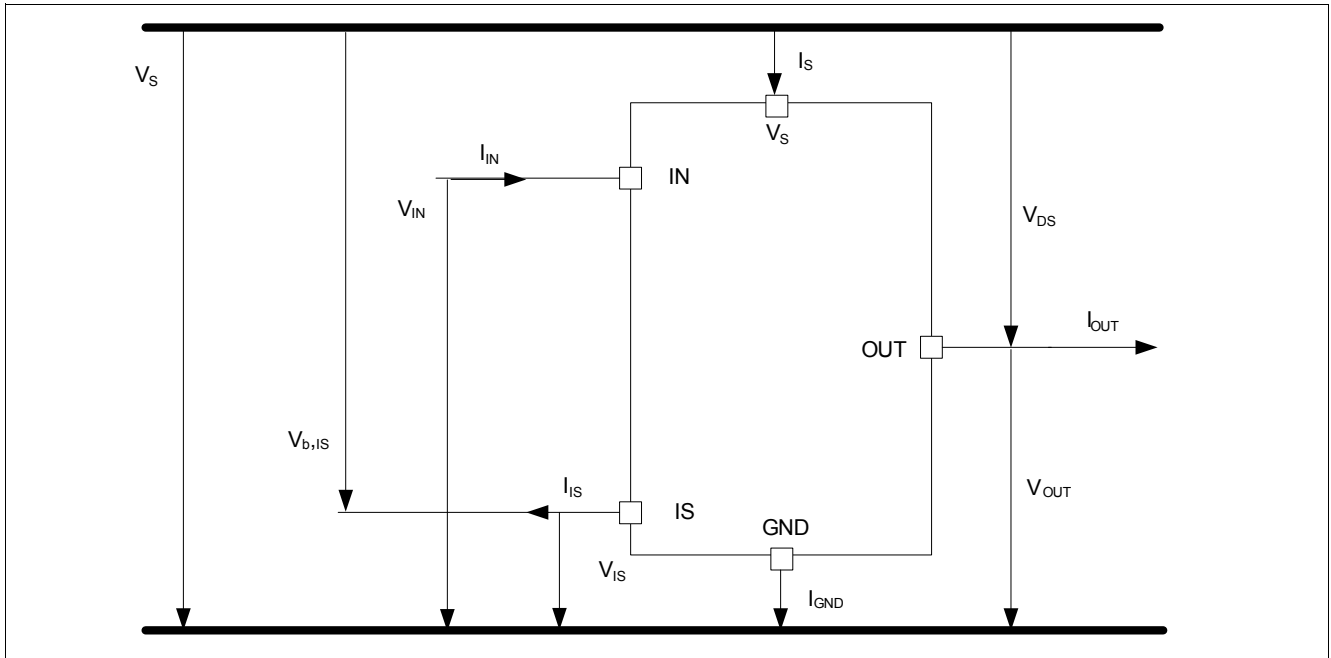 V_S
I_S
V_S
I_IN
IN
V_IN
V_DS
I_OUT
OUT
V_b,IS
I_IS
V_OUT
IS
GND
V_IS
I_GND